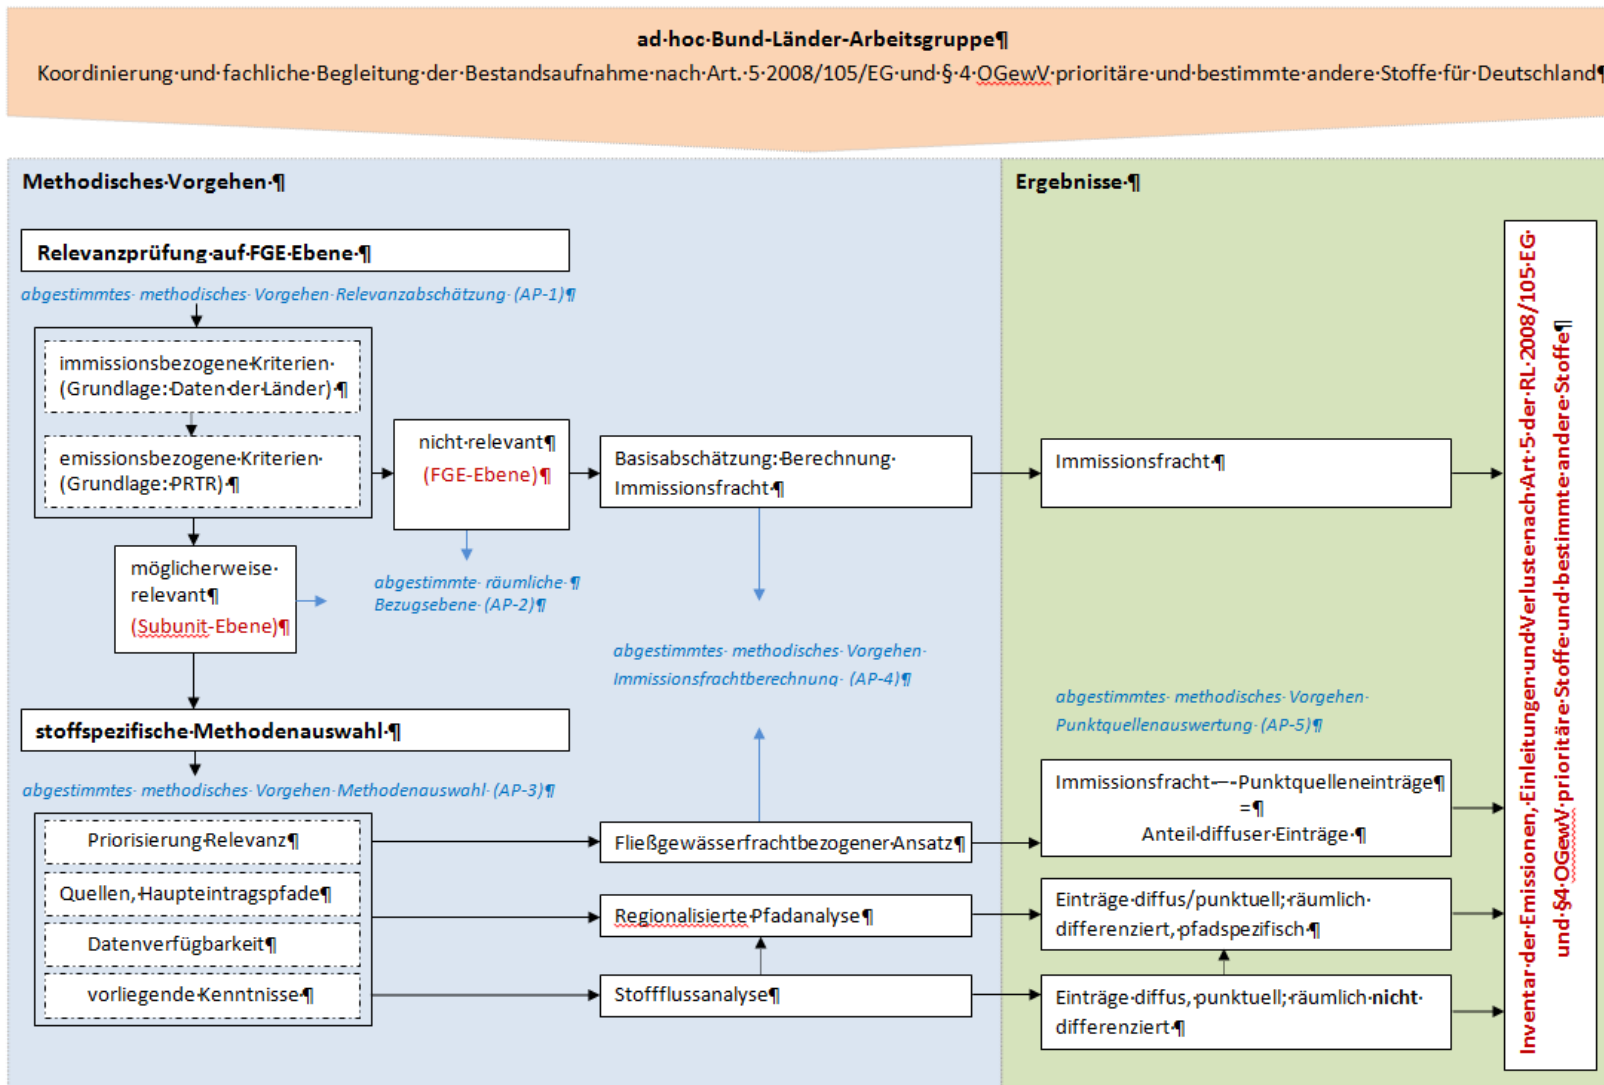 ad·hoc·Bund-Länder-Arbeitsgruppe¶
Koordinierung·und·fachliche·Begleitung·der·Bestandsaufnahme·nach·Art.·5·2008/105/EG·und·§·4·OGewV·prioritäre·und·bestimmte·andere·Stoffe·für·Deutschland¶
Methodisches·Vorgehen·¶
Relevanzprüfung·auf·FGE·Ebene·¶
abgestimmtes·methodisches·Vorgehen·Relevanzabschätzung·(AP·1)¶
immissionsbezogene·Kriterien·
(Grundlage:·Daten·der·Länder)·¶
emissionsbezogene·Kriterien·
(Grundlage:·PRTR)·¶
nicht·relevant¶
(FGE-Ebene)¶
Basisabschätzung:·Berechnung·
Immissionsfracht·¶
möglicherweise·
relevant¶
(Subunit-Ebene)¶
abgestimmte·räumliche·¶
Bezugsebene·(AP·2)¶
abgestimmtes·methodisches·Vorgehen·
Immissionsfrachtberechnung·(AP·4)¶
stoffspezifische·Methodenauswahl·¶
abgestimmtes·methodisches·Vorgehen·Methodenauswahl·(AP·3)¶
Priorisierung·Relevanz¶
Quellen,·Haupteintragspfade¶
Datenverfügbarkeit¶
vorliegende·Kenntnisse·¶
Fließgewässerfrachtbezogener·Ansatz¶
Regionalisierte·Pfadanalyse¶
Stoffflussanalyse¶
Ergebnisse·¶
Immissionsfracht·¶
abgestimmtes·methodisches·Vorgehen·
Punktquellenauswertung·(AP·5)¶
Immissionsfracht·–·Punktquelleneinträge¶
=¶
Anteil·diffuser·Einträge·¶
Einträge·diffus/punktuell;·räumlich·
differenziert,·pfadspezifisch·¶
Einträge·diffus,·punktuell;·räumlich·nicht·
differenziert·¶
Inventar·der·Emissionen,·Einleitungen·und·Verluste·nach·Art·5·der·RL·2008/105·EG·
und·§4·OGewV·prioritäre·Stoffe·und·bestimmte·andere·Stoffe¶